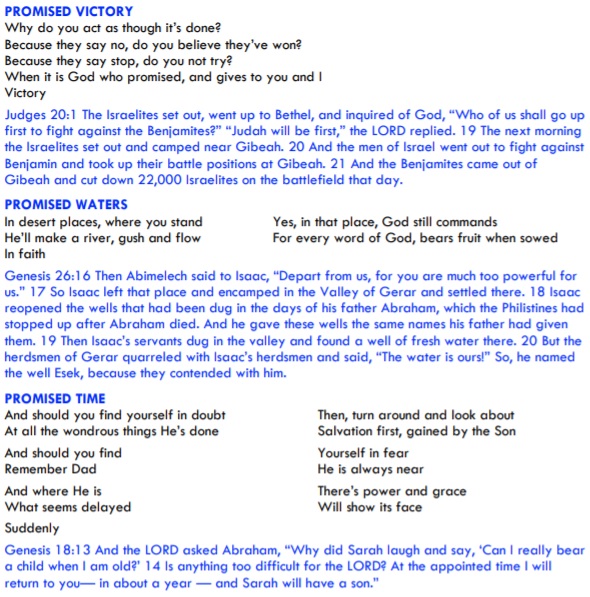 PROMISED VICTORY
Why do you act as though it's done?
Because they say no, do you believe they've won?
Because they say stop, do you not try?
When it is God who promised, and gives to you and I
Victory
Judges 20:1 The Israelites set out, went up to Bethel, and inquired of God, “Who of us shall go up
first to fight against the Benjamites?” “Judah will be first,” the LORD replied. 19 The next morning
the Israelites set out and camped near Gibeah. 20 And the men of Israel went out to fight against
Benjamin and took up their battle positions at Gibeah. 21 And the Benjamites came out of
Gibeah and cut down 22,000 Israelites on the battlefield that day.
PROMISED WATERS
In desert places, where you stand Yes, in that place, God still commands
He'll make a river, gush and flow For every word of God, bears fruit when sowed
In faith
Genesis 26:16 Then Abimelech said to Isaac, “Depart from us, for you are much too powerful for
us.” 17 So Isaac left that place and encamped in the Valley of Gerar and settled there. 18 Isaac
reopened the wells that had been dug in the days of his father Abraham, which the Philistines had
stopped up after Abraham died. And he gave these wells the same names his father had given
them. 19 Then Isaac's servants dug in the valley and found a well of fresh water there. 20 But the
herdsmen of Gerar quarreled with Isaac's herdsmen and said, “The water is ours!” So, he named
the well Esek, because they contended with him.
PROMISED TIME
And should you find yourself in doubt Then, turn around and look about
At all the wondrous things He's done Salvation first, gained by the Son
And should you find Yourself in fear
Remember Dad He is always near
And where He is There's power and grace
What seems delayed Will show its face
Suddenly
Genesis 18:13 And the LORD asked Abraham, “Why did Sarah laugh and say, ‘Can I really bear
a child when I am old?' 14 Is anything too difficult for the LORD? At the appointed time I will
return to you— in about a year — and Sarah will have a son.”